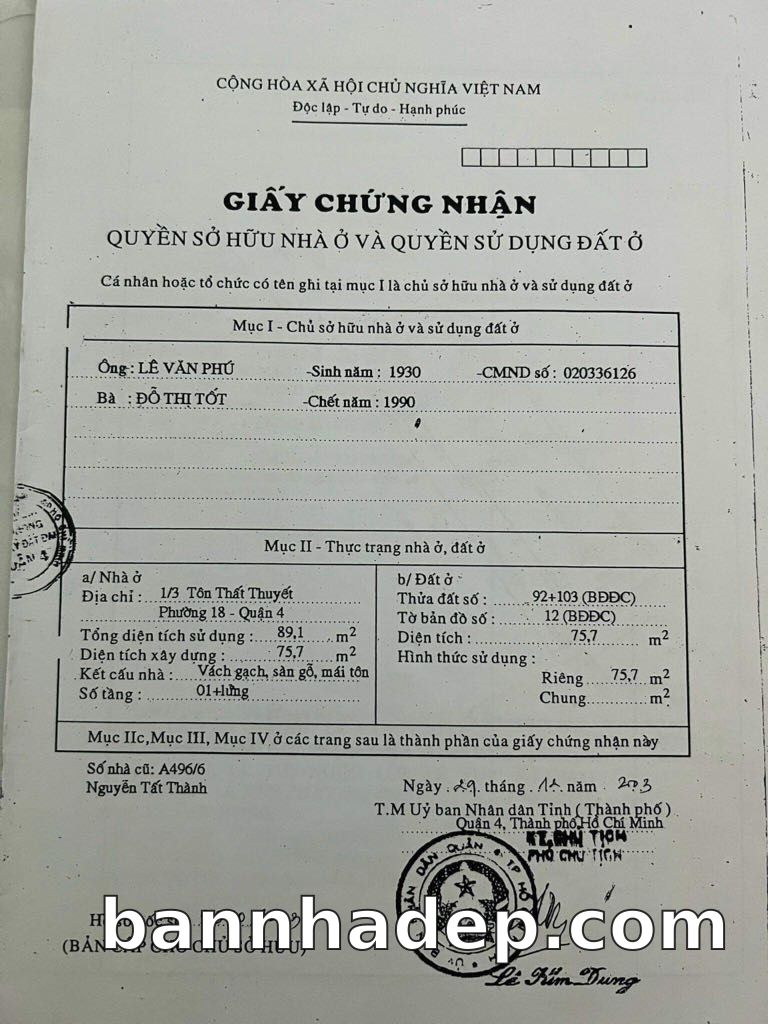 CỘNG HÒA XÃ HỘI CHỦ NGHĨA VIỆT NAM
Độc lập - Tự do - Hạnh phúc
GIẤY CHỨNG NHẬN
QUYỀN SỞ HỮU NHÀ Ở VÀ QUYỀN SỬ DỤNG ĐẤT Ở
Cá nhân hoặc tổ chức có tên ghi tại mục I là chủ sở hữu nhà ở và sử dụng đất ở
Mục I - Chủ sở hữu nhà ở và sử dụng đất ở
Ông : LÊ VĂN PHÚ -Sinh năm : 1930 -CMND số : 020336126
Bà : ĐỖ THỊ TỐT -Chết năm : 1990
Mục II - Thực trạng nhà ở, đất ở
a/ Nhà ở
Địa chỉ : 1/3 Tôn Thất Thuyết
Phường 18 - Quận 4
Tổng diện tích sử dụng : 89,1 m2
Diện tích xây dựng : 75,7 m2
Kết cấu nhà : Vách gạch, sàn gỗ, mái tôn
Số tầng : 01+lửng
b/ Đất ở
Thửa đất số : 92+103 (BĐĐC)
Tờ bản đồ số : 12 (BĐĐC)
Diện tích : 75,7 m2
Hình thức sử dụng :
Riêng 75,7 m2
Chung m2
Mục IIc, Mục III, Mục IV ở các trang sau là thành phần của giấy chứng nhận này
Số nhà cũ: A496/6
Nguyễn Tất Thành
Ngày 29 tháng năm 2003
T.M Uỷ ban Nhân dân Tỉnh ( Thành phố )
Quận 4, Thành phố Hồ Chí Minh
KT. CHỦ TỊCH
PHÓ CHỦ TỊCH
bannhadep.com
(BẢN CẤP CHO CHỦ SỞ HỮU)
Lê Kim Dung